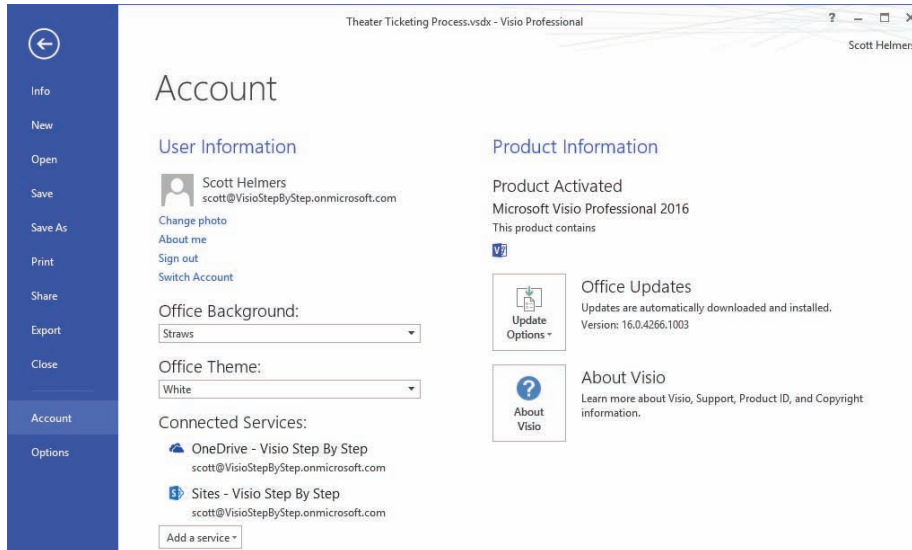 Theater Ticketing Process.vsdx - Visio Professional
?
Scott Helmers
Info
New
Open
Save
Save As
Print
Share
Export
Close
Account
Options
Account
User Information
Scott Helmers
scott@VisioStepByStep.onmicrosoft.com
Change photo
About me
Sign out
Switch Account
Office Background:
Straws
Office Theme:
White
Connected Services:
OneDrive - Visio Step By Step
scott@VisioStepByStep.onmicrosoft.com
Sites - Visio Step By Step
scott@VisioStepByStep.onmicrosoft.com
Add a service
Product Information
Product Activated
Microsoft Visio Professional 2016
This product contains
Update
Options
Office Updates
Updates are automatically downloaded and installed.
Version: 16.0.4266.1003
?
About
Visio
About Visio
Learn more about Visio, Support, Product ID, and Copyright
information.